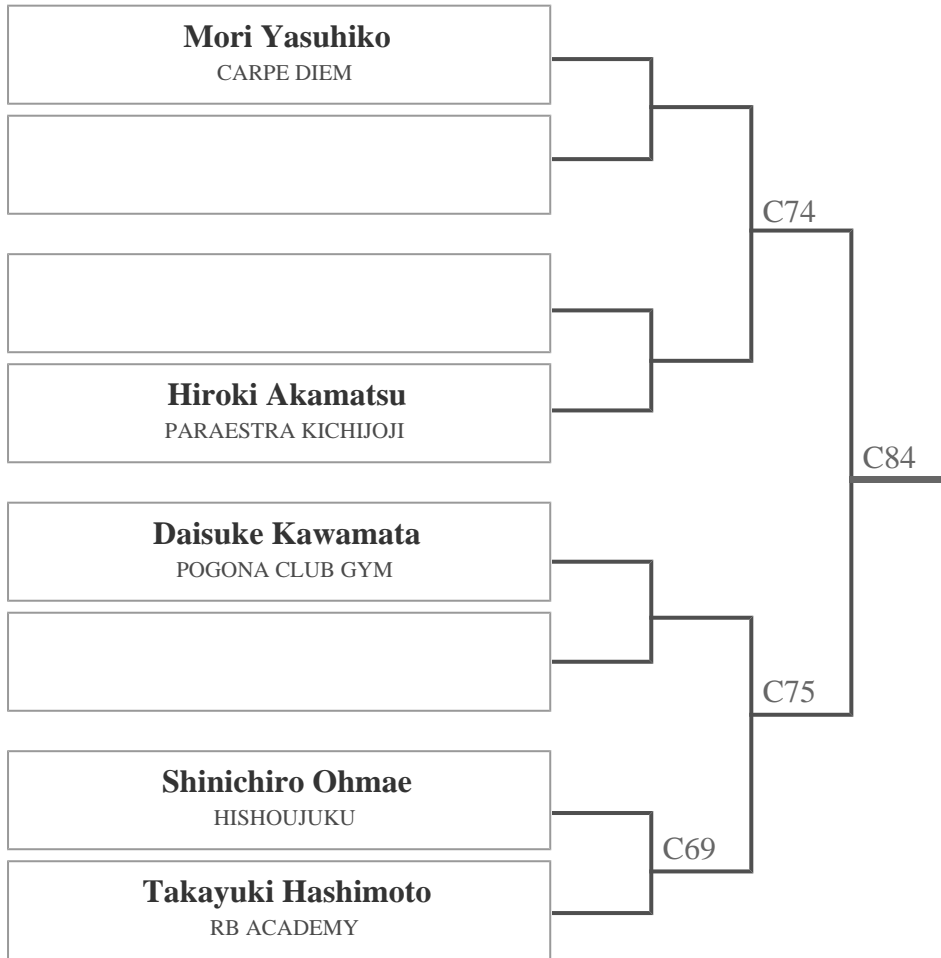 Mori Yasuhiko
CARPE DIEM
C74
Hiroki Akamatsu
PARAESTRA KICHIJOJI
C84
Daisuke Kawamata
POGONA CLUB GYM
C75
Shinichiro Ohmae
HISHOUJUKU
C69
Takayuki Hashimoto
RB ACADEMY